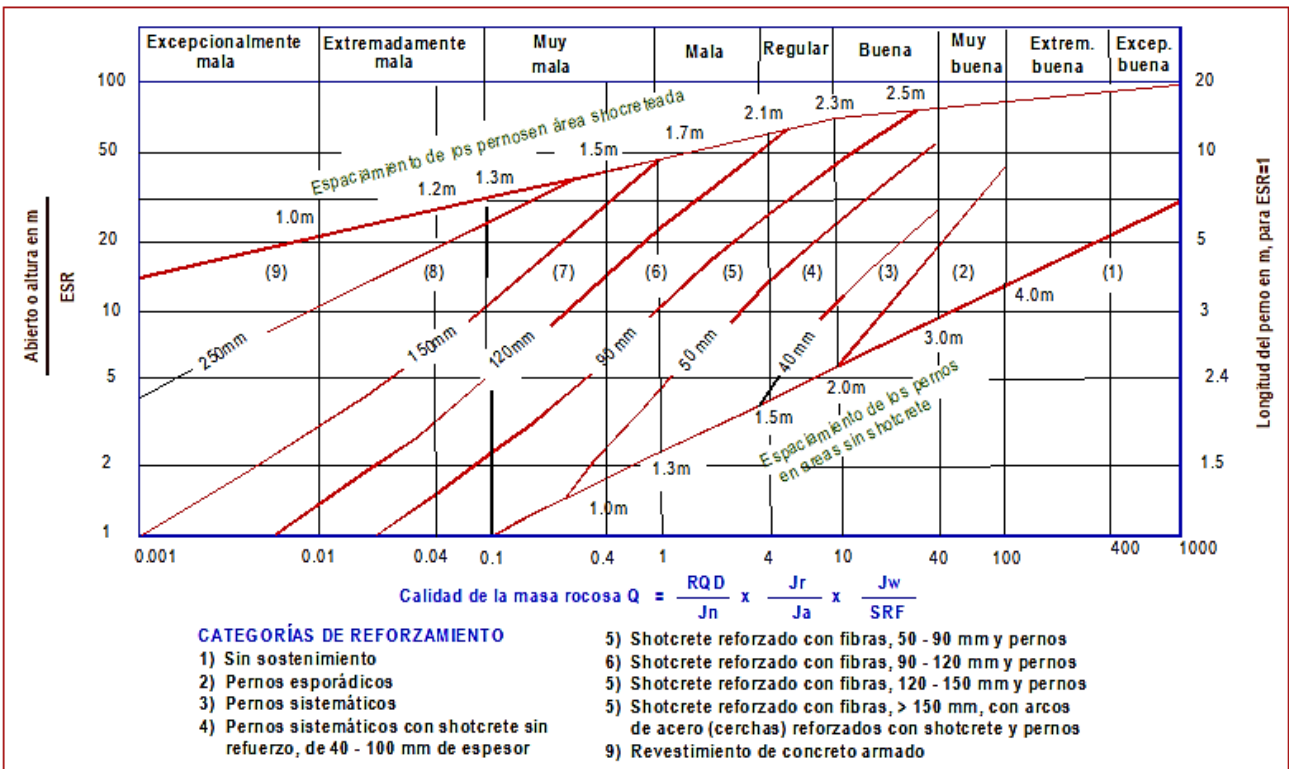 Excepcionalmente
mala
Extremadamente
mala
Muy
mala
Mala
Regular
Buena
Muy
buena
Extrem.
buena
Excep.
buena
100
50
20
10
5
2
1
Abierto o altura en m
ESR
20
10
5
3
2.4
1.5
Longitud del perno en m, para ESR=1
Espaciamiento de los pernosen área shocreteada
1.0m
1.2m
1.3m
1.5m
1.7m
2.1m
2.3m
2.5m
(9)
(8)
(7)
(6)
(5)
(4)
(3)
(2)
(1)
250mm
150mm
120mm
90 mm
50 mm
40 mm
4.0m
3.0m
2.0m
1.5m
1.3m
1.0m
Espaciamiento de los pernos
en areas sin shotcrete
0.001
0.01
0.04
0.1
0.4
1
4
10
40
100
400
1000
Calidad de la masa rocosa Q = RQD/Jn x Jr/Ja x Jw/SRF
CATEGORÍAS DE REFORZAMIENTO
1) Sin sostenimiento
2) Pernos esporádicos
3) Pernos sistemáticos
4) Pernos sistemáticos con shotcrete sin
refuerzo, de 40 - 100 mm de espesor
5) Shotcrete reforzado con fibras, 50 - 90 mm y pernos
6) Shotcrete reforzado con fibras, 90 - 120 mm y pernos
5) Shotcrete reforzado con fibras, 120 - 150 mm y pernos
5) Shotcrete reforzado con fibras, > 150 mm, con arcos
de acero (cerchas) reforzados con shotcrete y pernos
9) Revestimiento de concreto armado